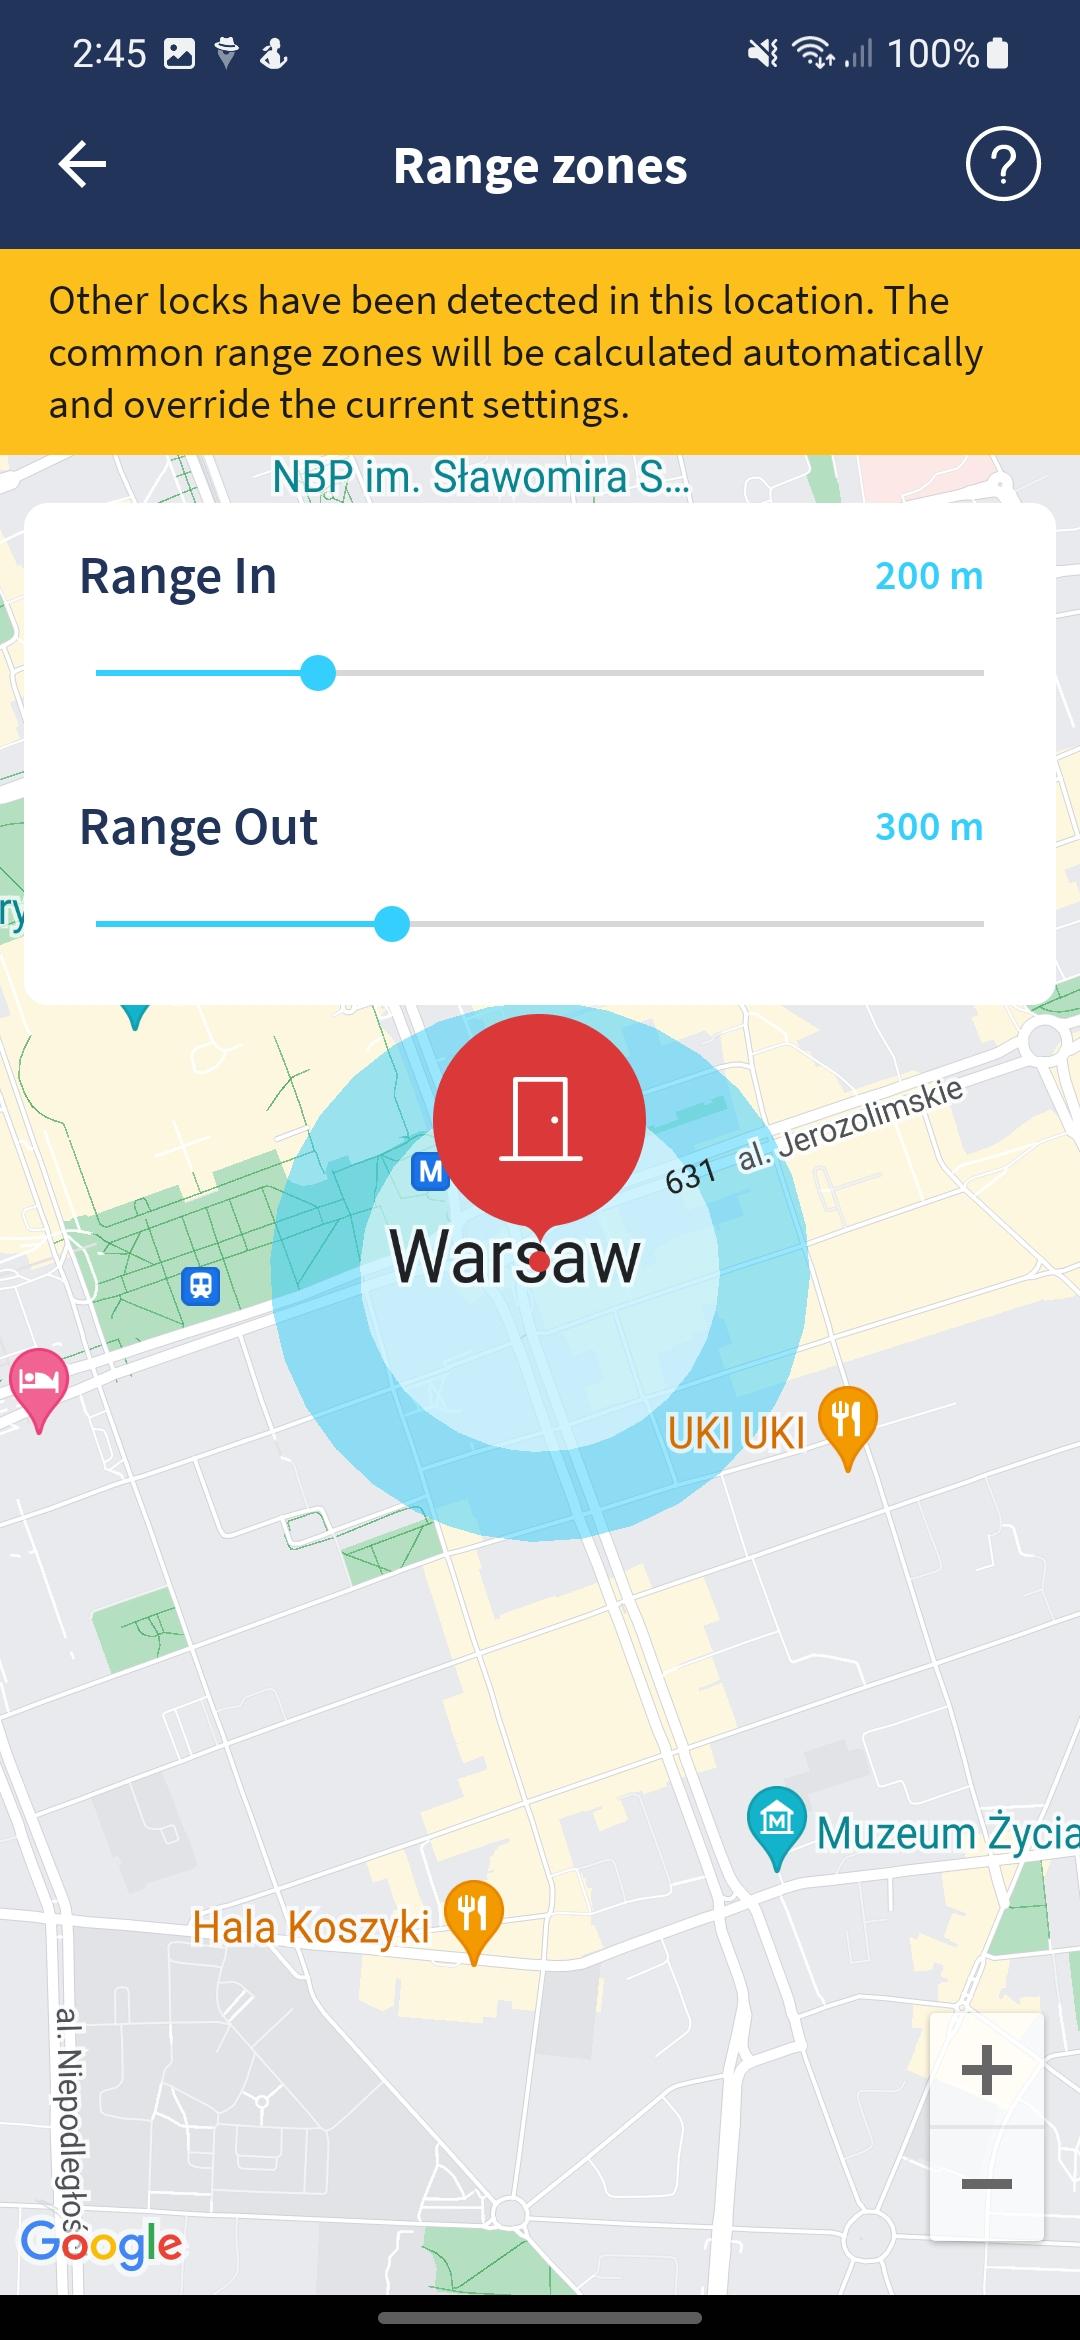 2:45
100%
Range zones
?
Other locks have been detected in this location. The
common range zones will be calculated automatically
and override the current settings.
NBP im. Sławomira S...
Range In
200 m
Range Out
300 m
ry
631 al. Jerozolimskie
M
Warsaw
UKI UKI
M
Muzeum Życia
Hala Koszyki
al. Niepodległoś
Google